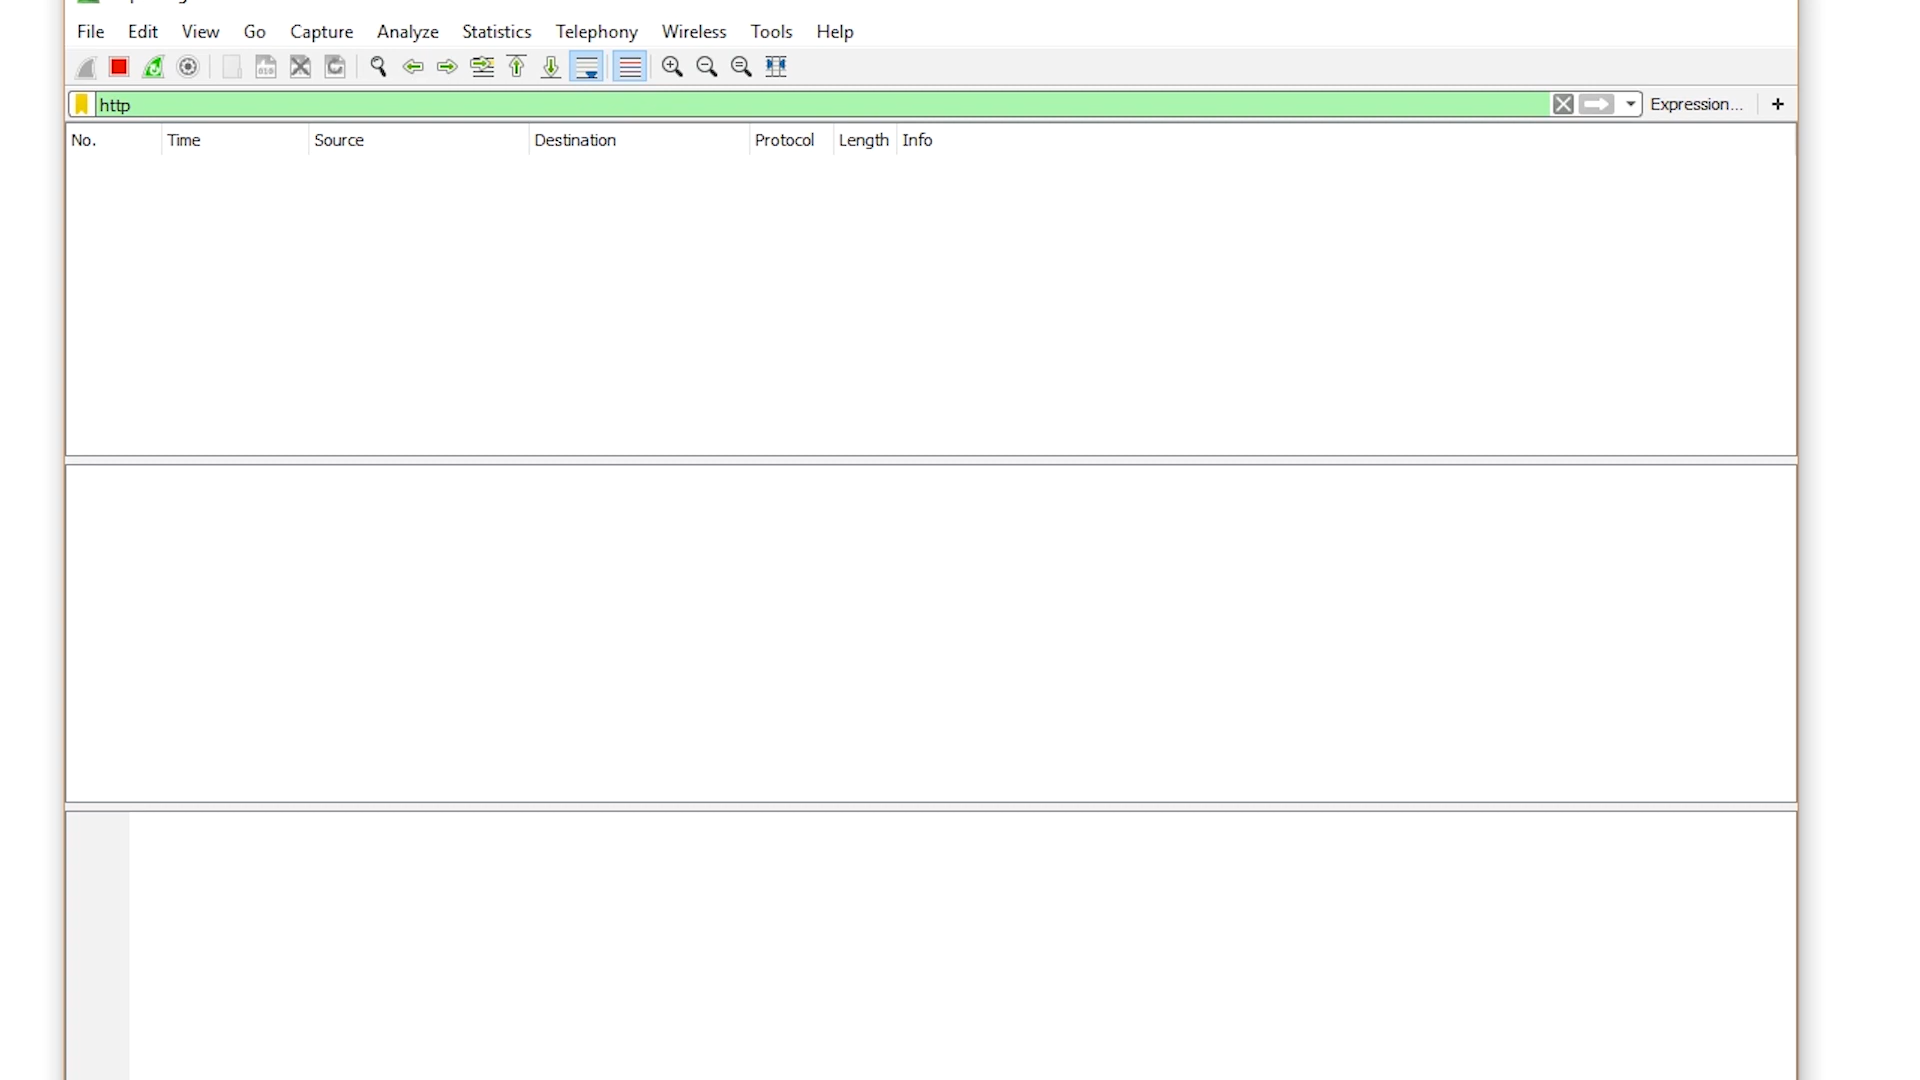 File Edit View Go Capture Analyze Statistics Telephony Wireless Tools Help
http Expression... +
No. Time Source Destination Protocol Length Info